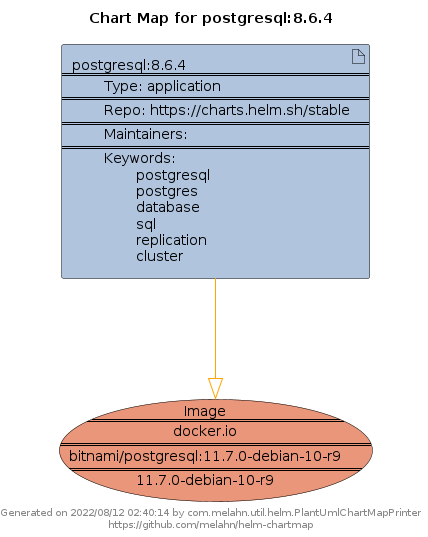 Chart Map for postgresql:8.6.4
postgresql:8.6.4
Type: application
Repo: https://charts.helm.sh/stable
Maintainers:
Keywords:
postgresql
postgres
database
sql
replication
cluster
Image
docker.io
bitnami/postgresql:11.7.0-debian-10-r9
11.7.0-debian-10-r9
Generated on 2022/08/12 02:40:14 by com.melahn.util.helm.PlantUmlChartMapPrinter
https://github.com/melahn/helm-chartmap